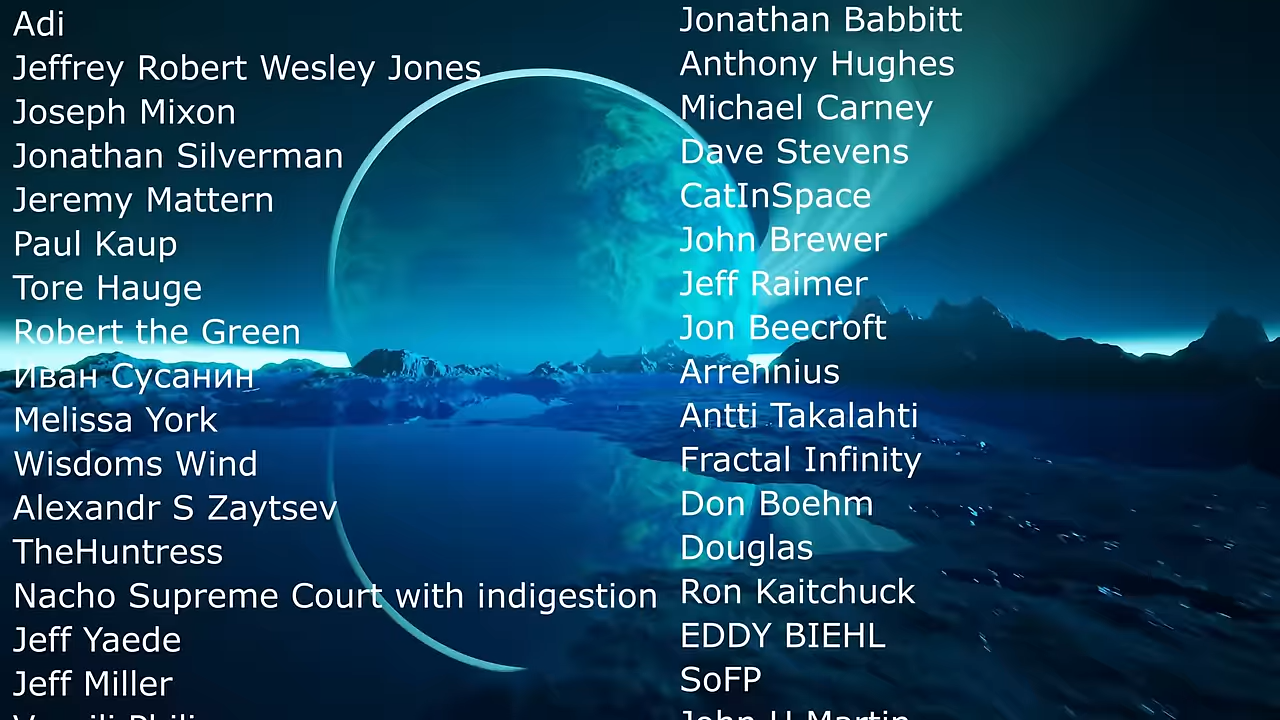 Adi
Jeffrey Robert Wesley Jones
Joseph Mixon
Jonathan Silverman
Jeremy Mattern
Paul Kaup
Tore Hauge
Robert the Green
Иван Сусанин
Melissa York
Wisdoms Wind
Alexandr S Zaytsev
TheHuntress
Nacho Supreme Court with indigestion
Jeff Yaede
Jeff Miller
Jonathan Babbitt
Anthony Hughes
Michael Carney
Dave Stevens
CatInSpace
John Brewer
Jeff Raimer
Jon Beecroft
Arrennius
Antti Takalahti
Fractal Infinity
Don Boehm
Douglas
Ron Kaitchuck
EDDY BIEHL
SoFP
John U Martin